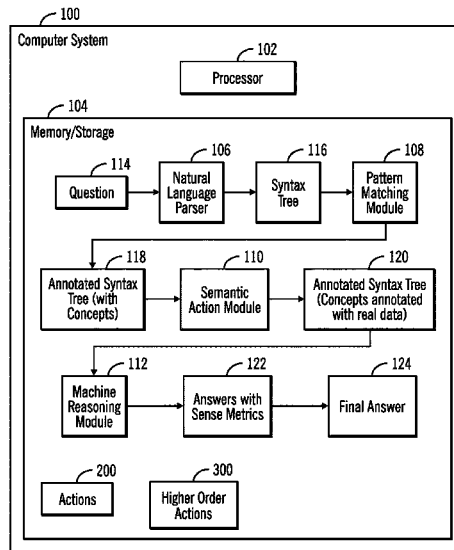 100
Computer System
102
Processor
104
Memory/Storage
114
Question
106
Natural
Language
Parser
116
Syntax
Tree
108
Pattern
Matching
Module
118
Annotated Syntax
Tree (with
Concepts)
110
Semantic
Action Module
120
Annotated Syntax Tree
(Concepts annotated
with real data)
112
Machine
Reasoning
Module
122
Answers with
Sense Metrics
124
Final Answer
200
Actions
300
Higher Order
Actions